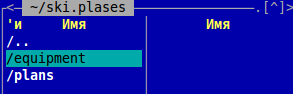 <─ ~/ski.plases ─.[^]>
'и Имя Имя
/..
/equipment
/plans